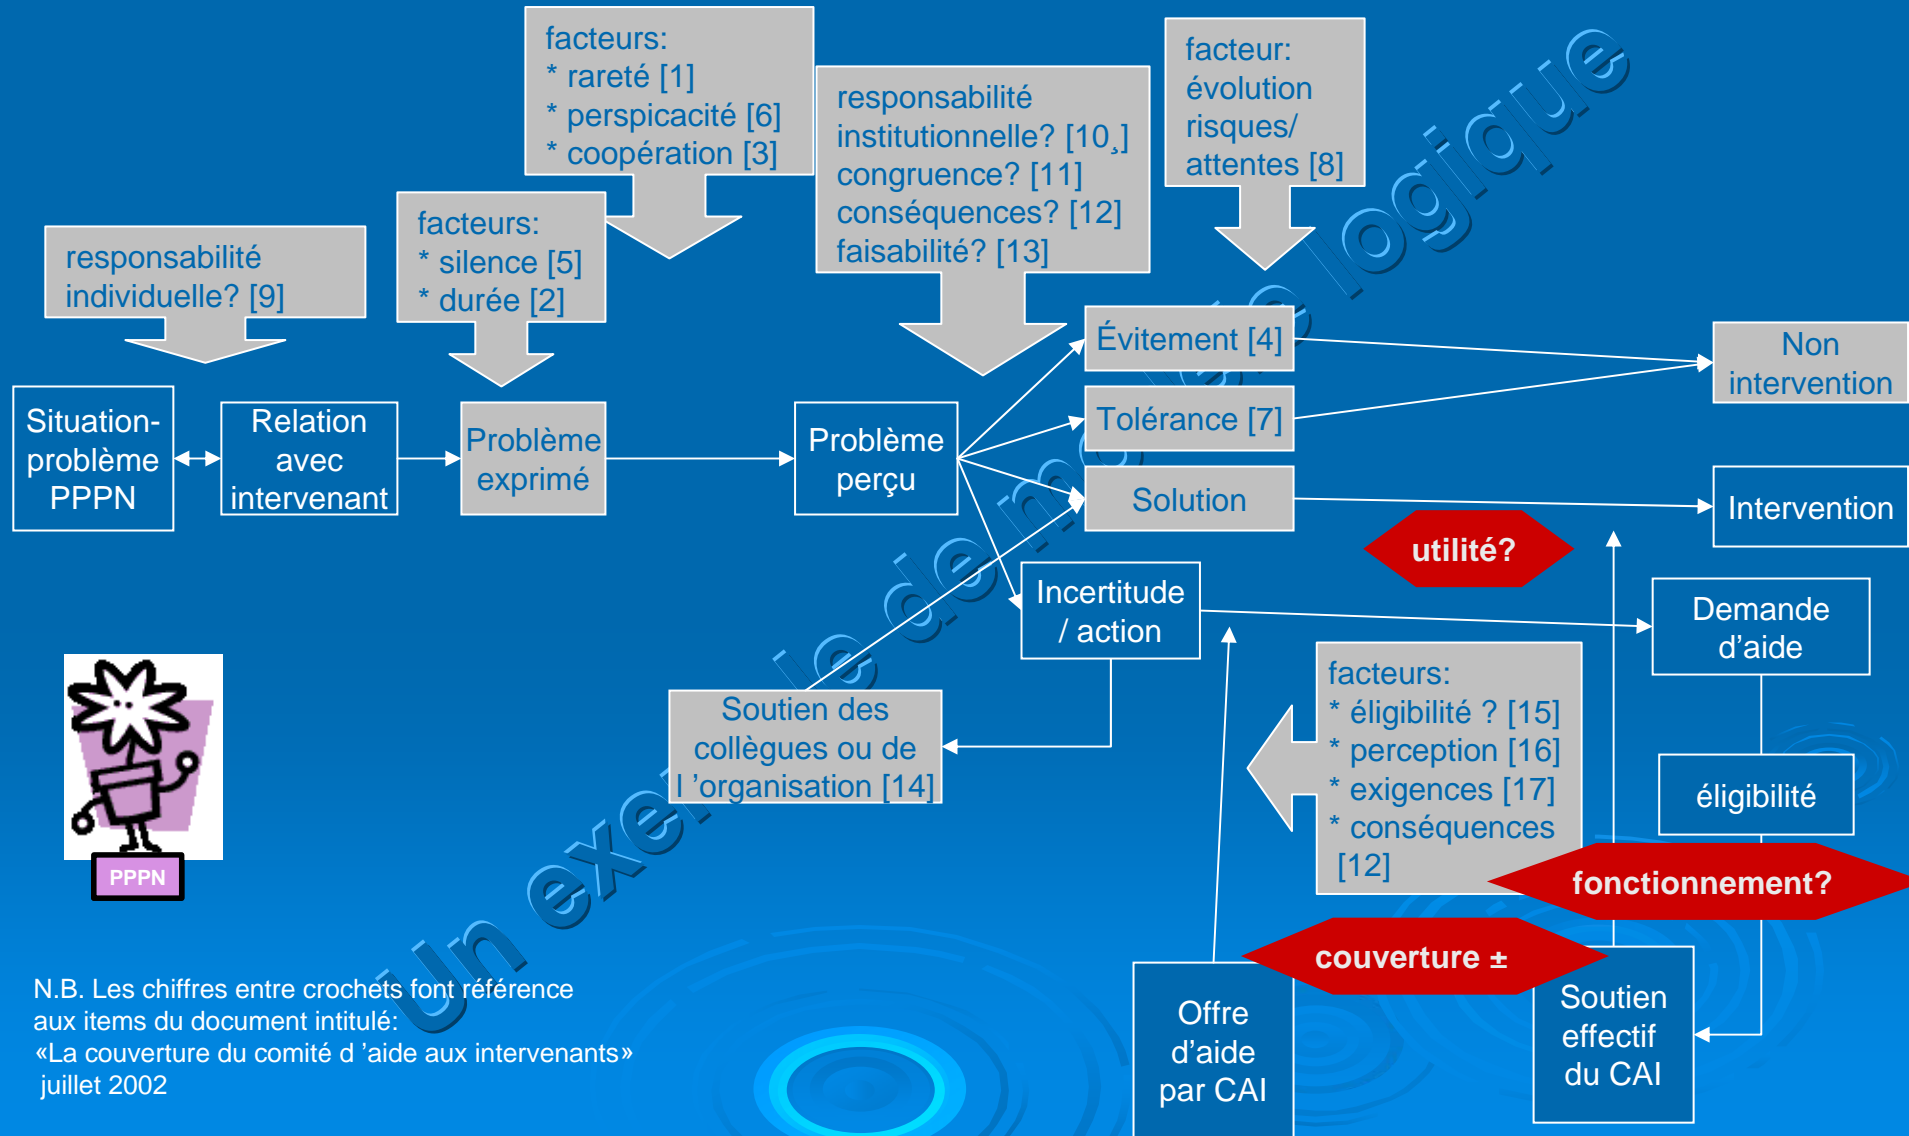 facteurs:
* rareté [1]
* perspicacité [6]
* coopération [3]
facteur:
évolution
risques/
attentes [8]
responsabilité
institutionnelle? [10¸]
congruence? [11]
conséquences? [12]
faisabilité? [13]
facteurs:
* silence [5]
* durée [2]
responsabilité
individuelle? [9]
Situation-
problème
PPPN
Relation
avec
intervenant
Problème
exprimé
Problème
perçu
Évitement [4]
Tolérance [7]
Solution
Non
intervention
Intervention
utilité?
Incertitude
/ action
Demande
d’aide
Soutien des
collègues ou de
l ’organisation [14]
facteurs:
* éligibilité ? [15]
* perception [16]
* exigences [17]
* conséquences
[12]
éligibilité
fonctionnement?
couverture ±
Offre
d’aide
par CAI
Soutien
effectif
du CAI
PPPN
N.B. Les chiffres entre crochets font référence
aux items du document intitulé:
«La couverture du comité d ’aide aux intervenants»
juillet 2002
Un exemple de modèle logique